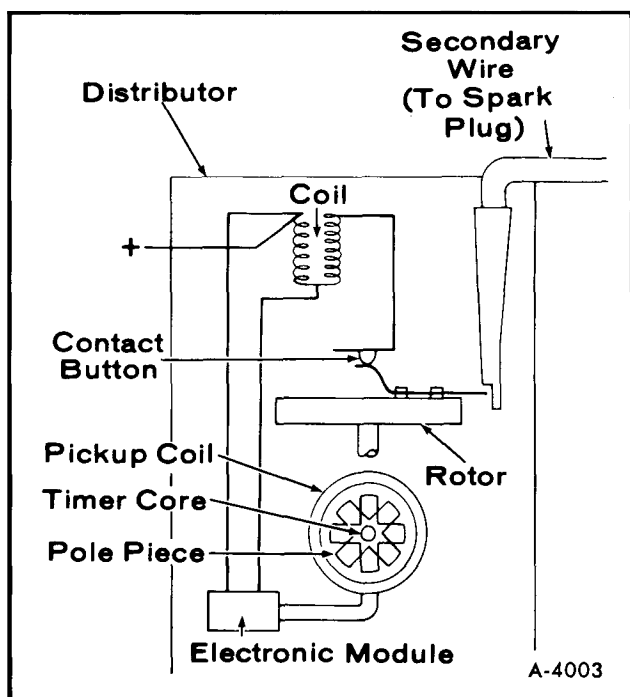 Secondary
Wire
(To Spark
Plug)
Distributor
Coil
+
Contact
Button
Rotor
Pickup Coil
Timer Core
Pole Piece
Electronic Module
A-4003